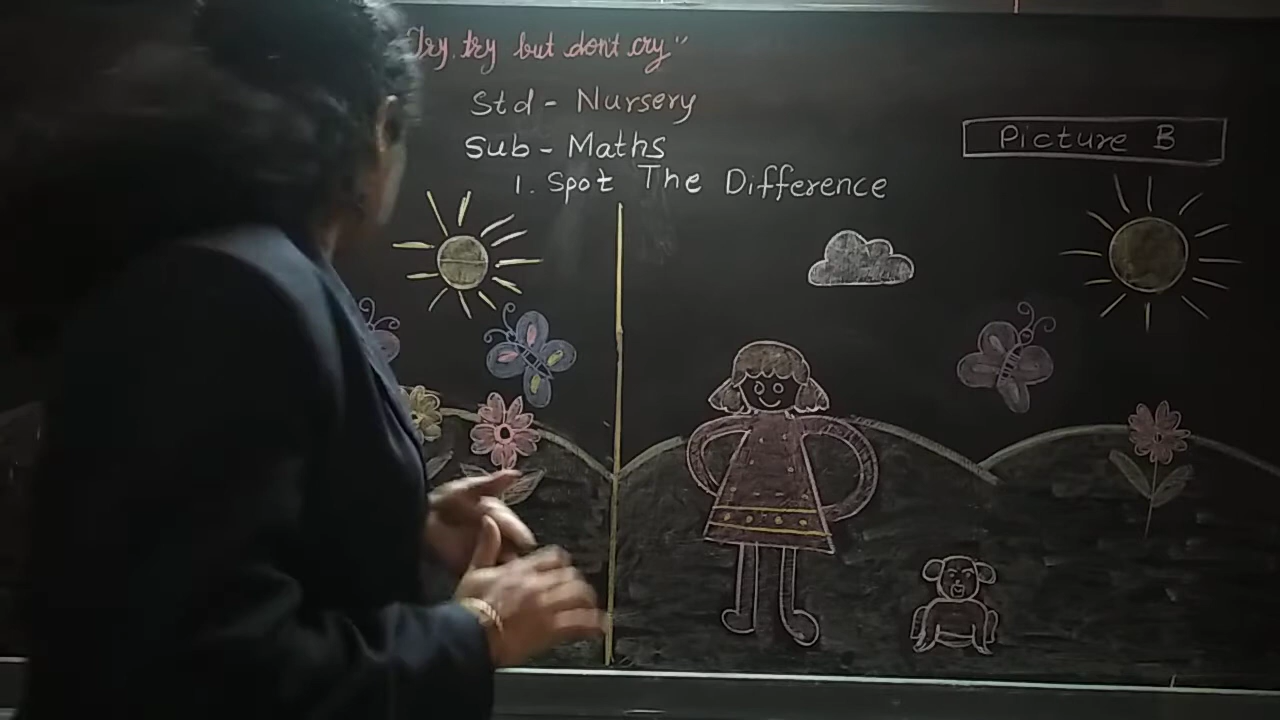 Try, try but don't cry"
Std - Nursery
Sub - Maths
Picture B
1. Spot The Difference